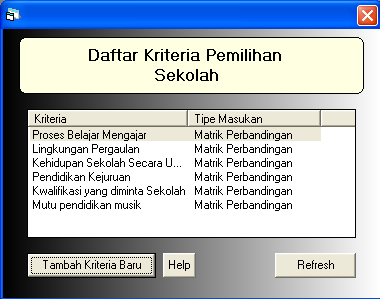 Daftar Kriteria Pemilihan
Sekolah
Kriteria Tipe Masukan
Proses Belajar Mengajar Matrik Perbandingan
Lingkungan Pergaulan Matrik Perbandingan
Kehidupan Sekolah Secara U... Matrik Perbandingan
Pendidikan Kejuruan Matrik Perbandingan
Kwalifikasi yang diminta Sekolah Matrik Perbandingan
Mutu pendidikan musik Matrik Perbandingan
Tambah Kriteria Baru Help Refresh